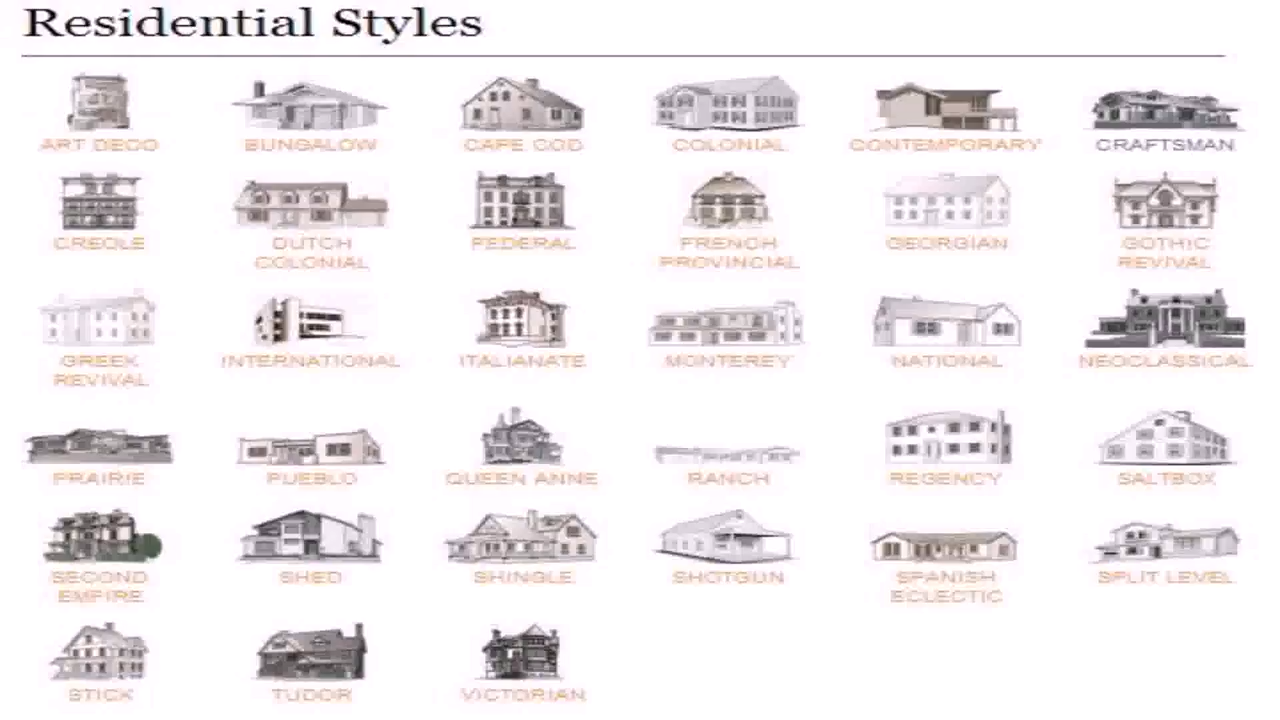 Residential Styles
ART DECO
BUNGALOW
CAPE COD
COLONIAL
CONTEMPORARY
CRAFTSMAN
CREOLE
DUTCH
COLONIAL
FEDERAL
FRENCH
PROVINCIAL
GEORGIAN
GOTHIC
REVIVAL
GREEK
REVIVAL
INTERNATIONAL
ITALIANATE
MONTEREY
NATIONAL
NEOCLASSICAL
PRAIRIE
PUEBLO
QUEEN ANNE
RANCH
REGENCY
SALTBOX
SECOND
EMPIRE
SHED
SHINGLE
SHOTGUN
SPANISH
ECLECTIC
SPLIT LEVEL
STICK
TUDOR
VICTORIAN